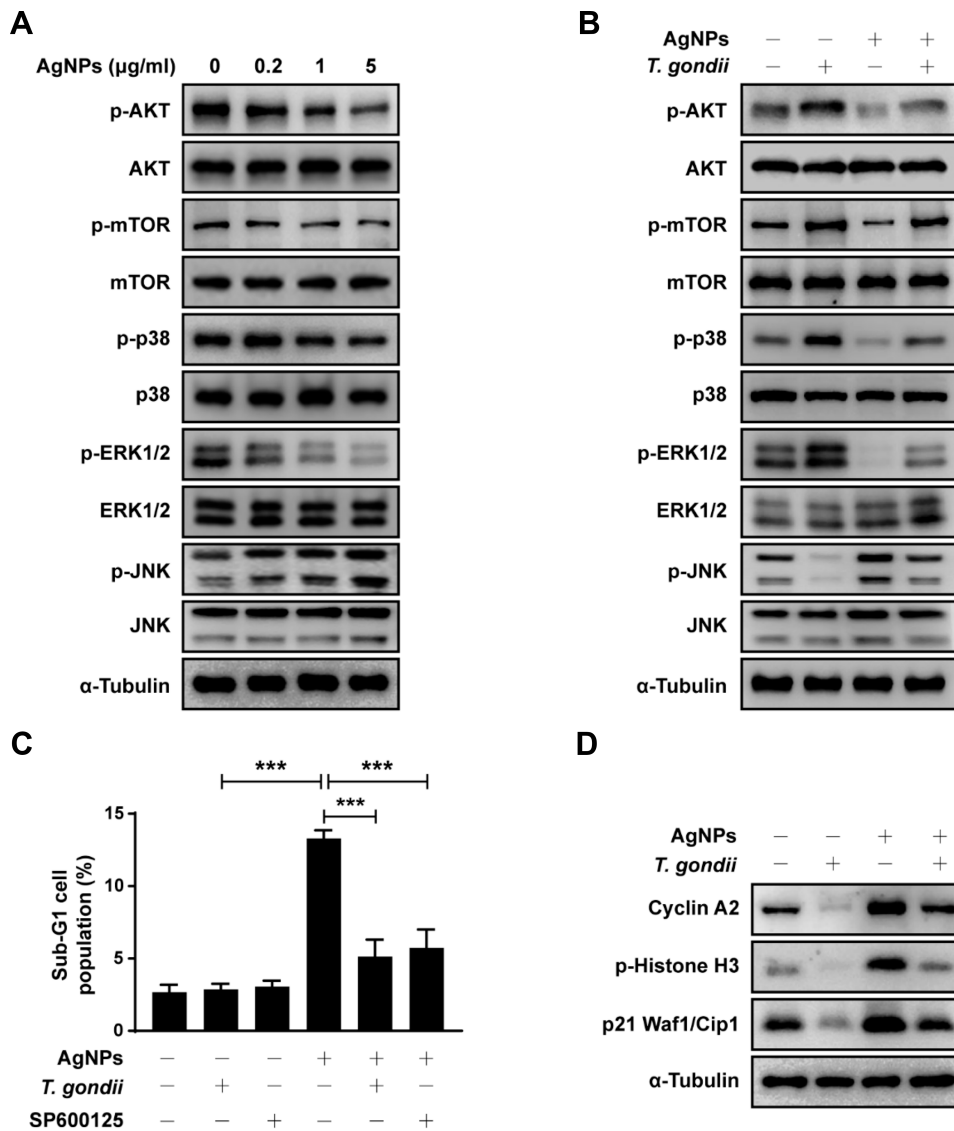 A
AgNPs (µg/ml) 0 0.2 1 5
p-AKT
AKT
p-mTOR
mTOR
p-p38
p38
p-ERK1/2
ERK1/2
p-JNK
JNK
α-Tubulin
B
AgNPs – – + +
T. gondii – + – +
p-AKT
AKT
p-mTOR
mTOR
p-p38
p38
p-ERK1/2
ERK1/2
p-JNK
JNK
α-Tubulin
C
*** ***
***
15
10
5
0
Sub-G1 cell
population (%)
AgNPs – – – + + +
T. gondii – + – – + –
SP600125 – – + – – +
D
AgNPs – – + +
T. gondii – + – +
Cyclin A2
p-Histone H3
p21 Waf1/Cip1
α-Tubulin